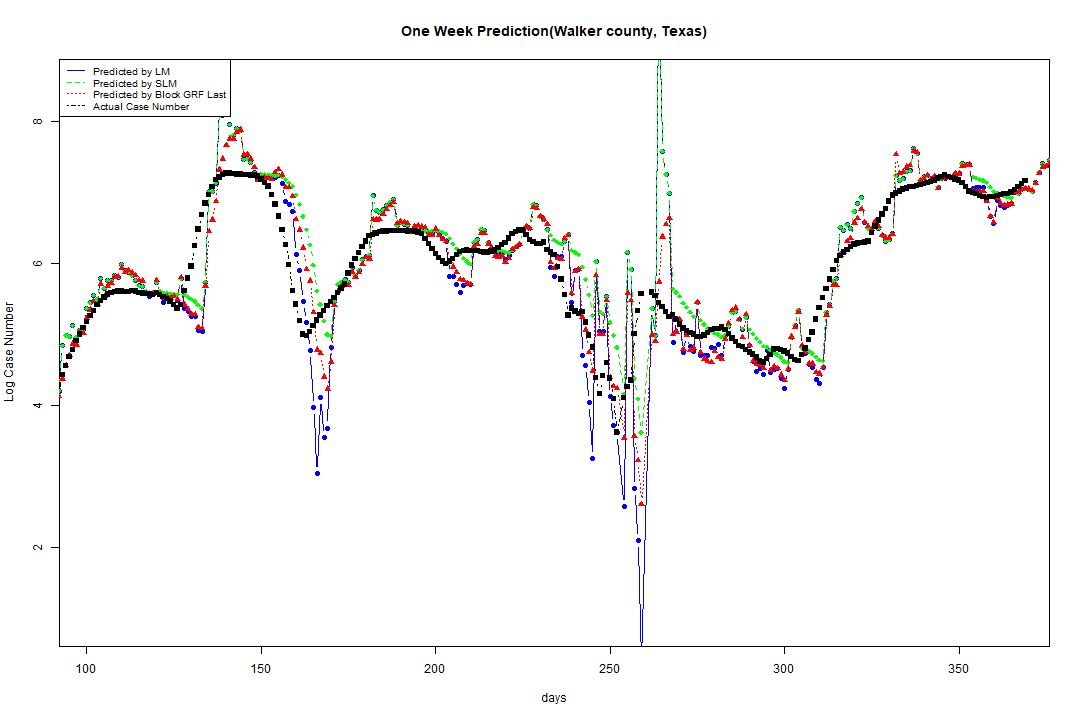 One Week Prediction(Walker county, Texas)
Predicted by LM
Predicted by SLM
Predicted by Block GRF Last
Actual Case Number
8
6
4
2
Log Case Number
100 150 200 250 300 350
days